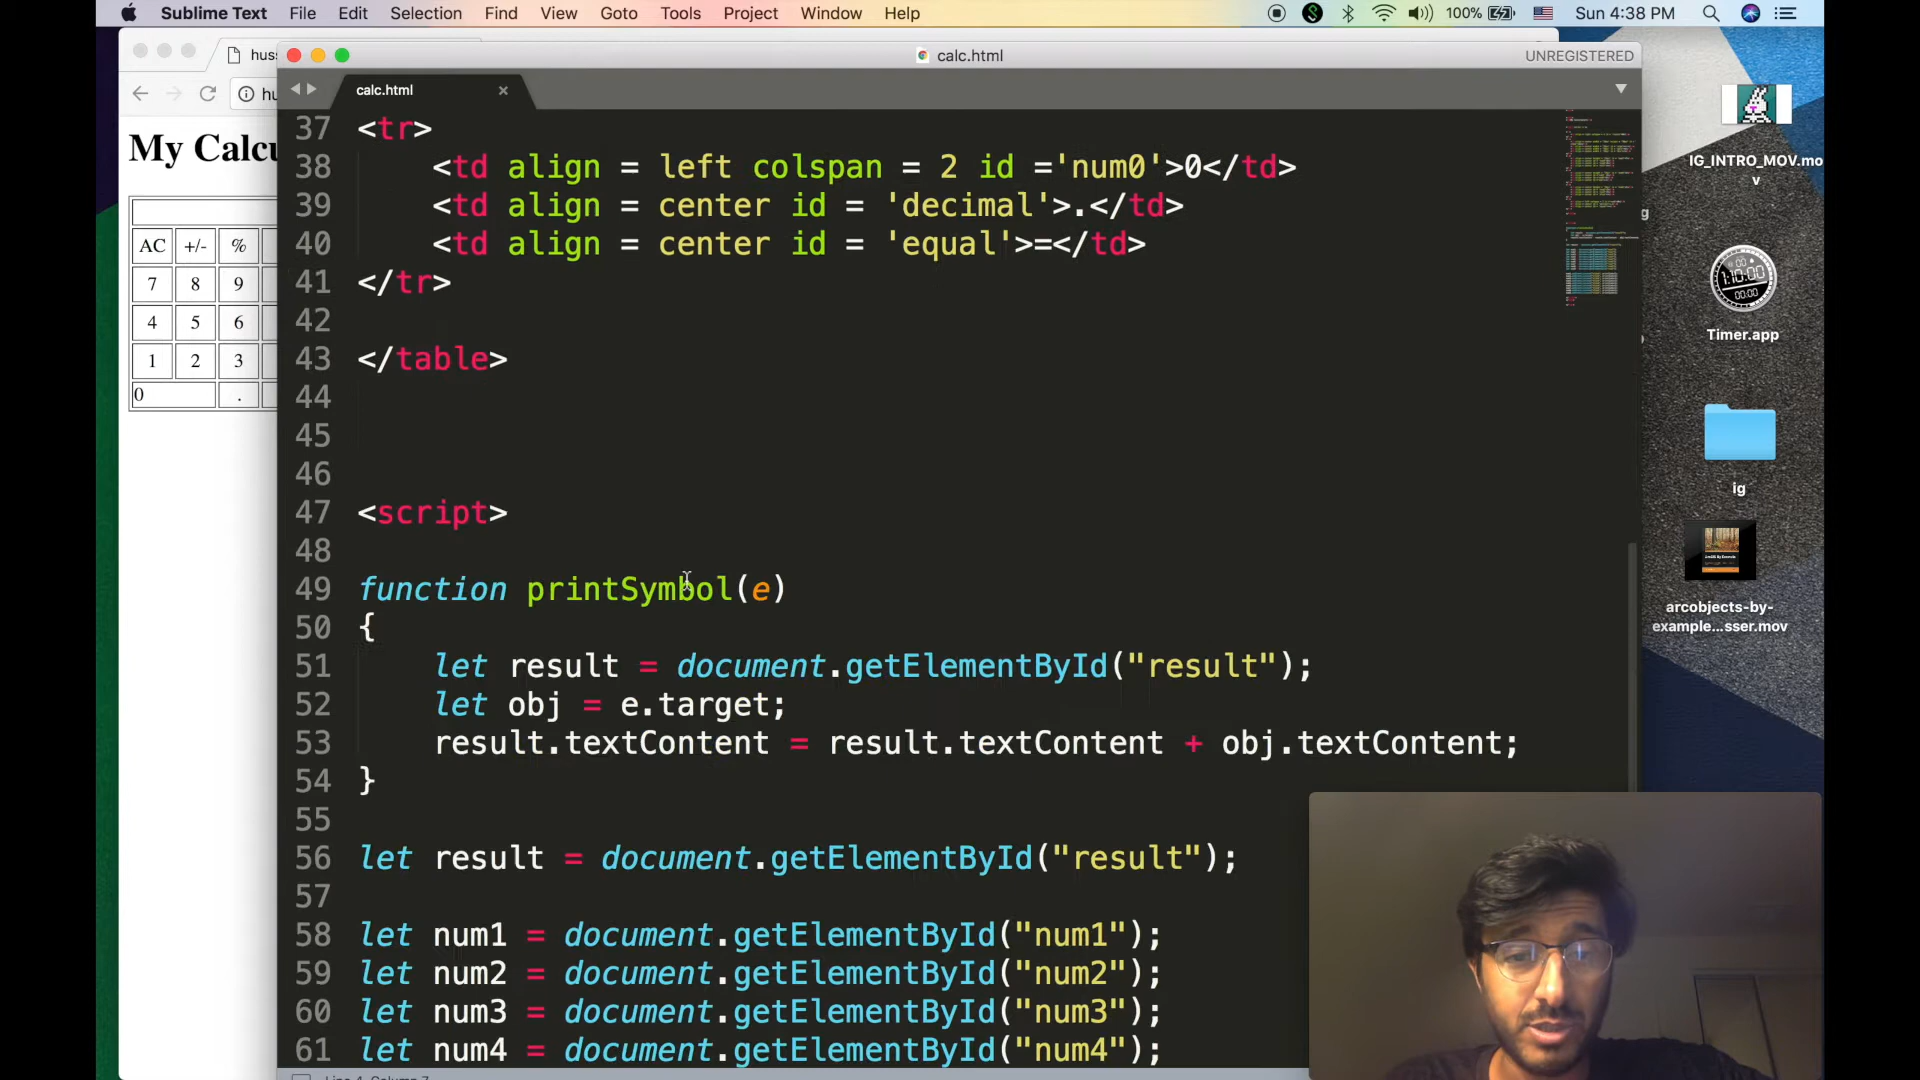 Sublime Text File Edit Selection Find View Goto Tools Project Window Help
100% Sun 4:38 PM
calc.html
UNREGISTERED
calc.html
My Calcu
AC +/- %
7 8 9
4 5 6
1 2 3
0 .
37 <tr>
38 <td align = left colspan = 2 id ='num0'>0</td>
39 <td align = center id = 'decimal'>.</td>
40 <td align = center id = 'equal'>=</td>
41 </tr>
42
43 </table>
44
45
46
47 <script>
48
49 function printSymbol(e)
50 {
51 let result = document.getElementById("result");
52 let obj = e.target;
53 result.textContent = result.textContent + obj.textContent;
54 }
55
56 let result = document.getElementById("result");
57
58 let num1 = document.getElementById("num1");
59 let num2 = document.getElementById("num2");
60 let num3 = document.getElementById("num3");
61 let num4 = document.getElementById("num4");
IG_INTRO_MOV.mo
v
1:10:00
00:00
Timer.app
ig
arcobjects-by-
example...sser.mov